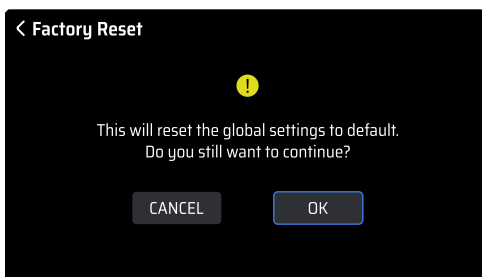 Factory Reset
This will reset the global settings to default.
Do you still want to continue?
CANCEL
OK